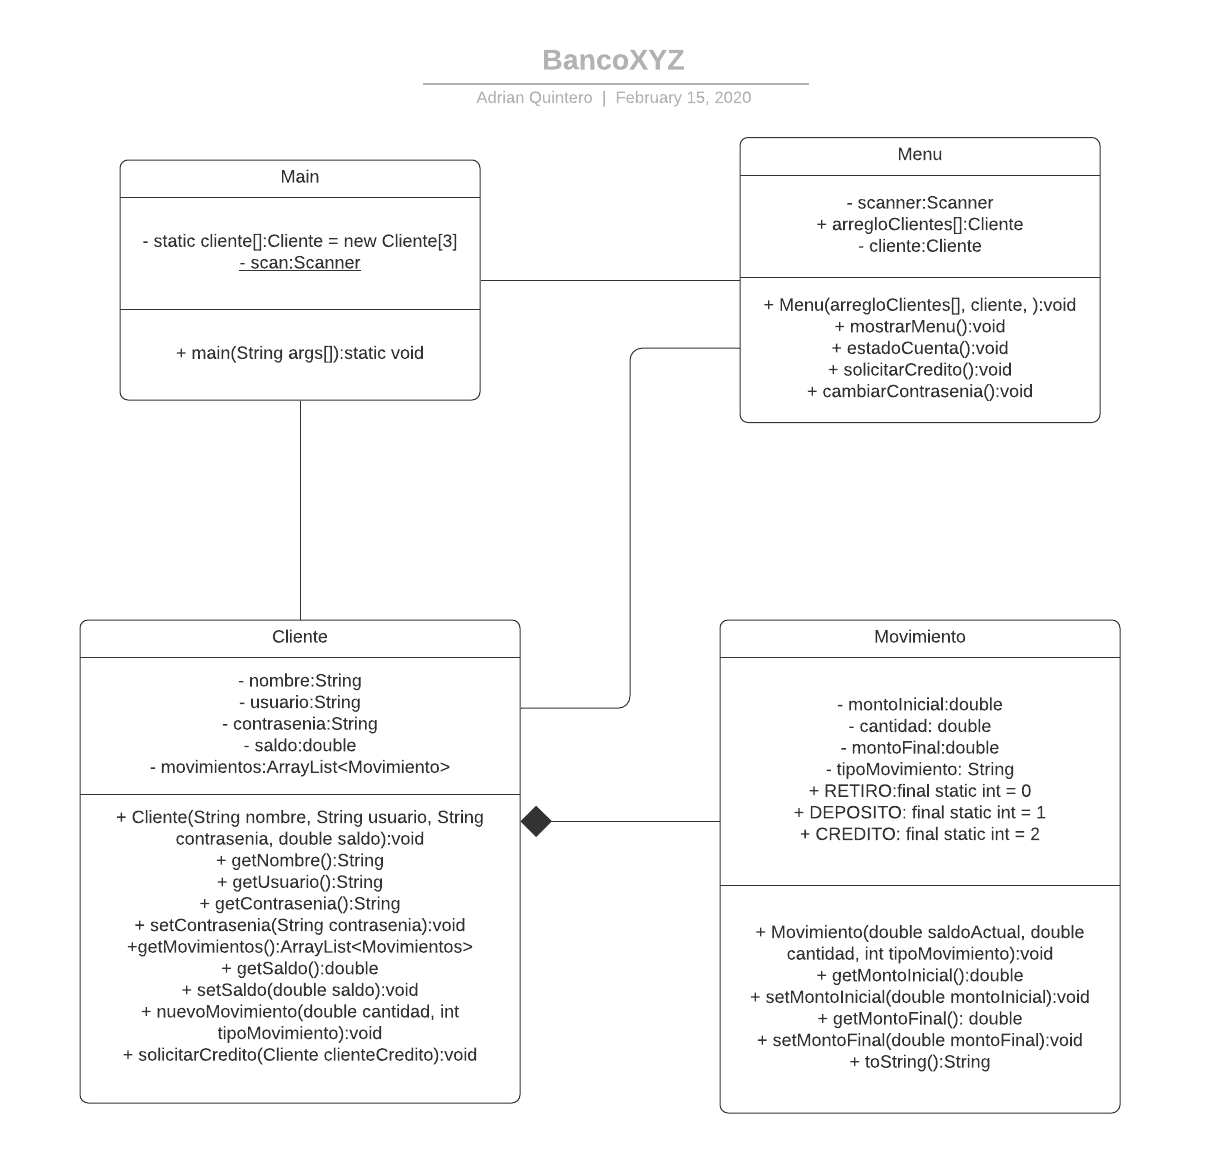 BancoXYZ
Adrian Quintero | February 15, 2020
Main
- static cliente[]:Cliente = new Cliente[3]
- scan:Scanner
+ main(String args[]):static void
Menu
- scanner:Scanner
+ arregloClientes[]:Cliente
- cliente:Cliente
+ Menu(arregloClientes[], cliente, ):void
+ mostrarMenu():void
+ estadoCuenta():void
+ solicitarCredito():void
+ cambiarContrasenia():void
Cliente
- nombre:String
- usuario:String
- contrasenia:String
- saldo:double
- movimientos:ArrayList<Movimiento>
+ Cliente(String nombre, String usuario, String
contrasenia, double saldo):void
+ getNombre():String
+ getUsuario():String
+ getContrasenia():String
+ setContrasenia(String contrasenia):void
+getMovimientos():ArrayList<Movimientos>
+ getSaldo():double
+ setSaldo(double saldo):void
+ nuevoMovimiento(double cantidad, int
tipoMovimiento):void
+ solicitarCredito(Cliente clienteCredito):void
Movimiento
- montoInicial:double
- cantidad: double
- montoFinal:double
- tipoMovimiento: String
+ RETIRO:final static int = 0
+ DEPOSITO: final static int = 1
+ CREDITO: final static int = 2
+ Movimiento(double saldoActual, double
cantidad, int tipoMovimiento):void
+ getMontoInicial():double
+ setMontoInicial(double montoInicial):void
+ getMontoFinal(): double
+ setMontoFinal(double montoFinal):void
+ toString():String